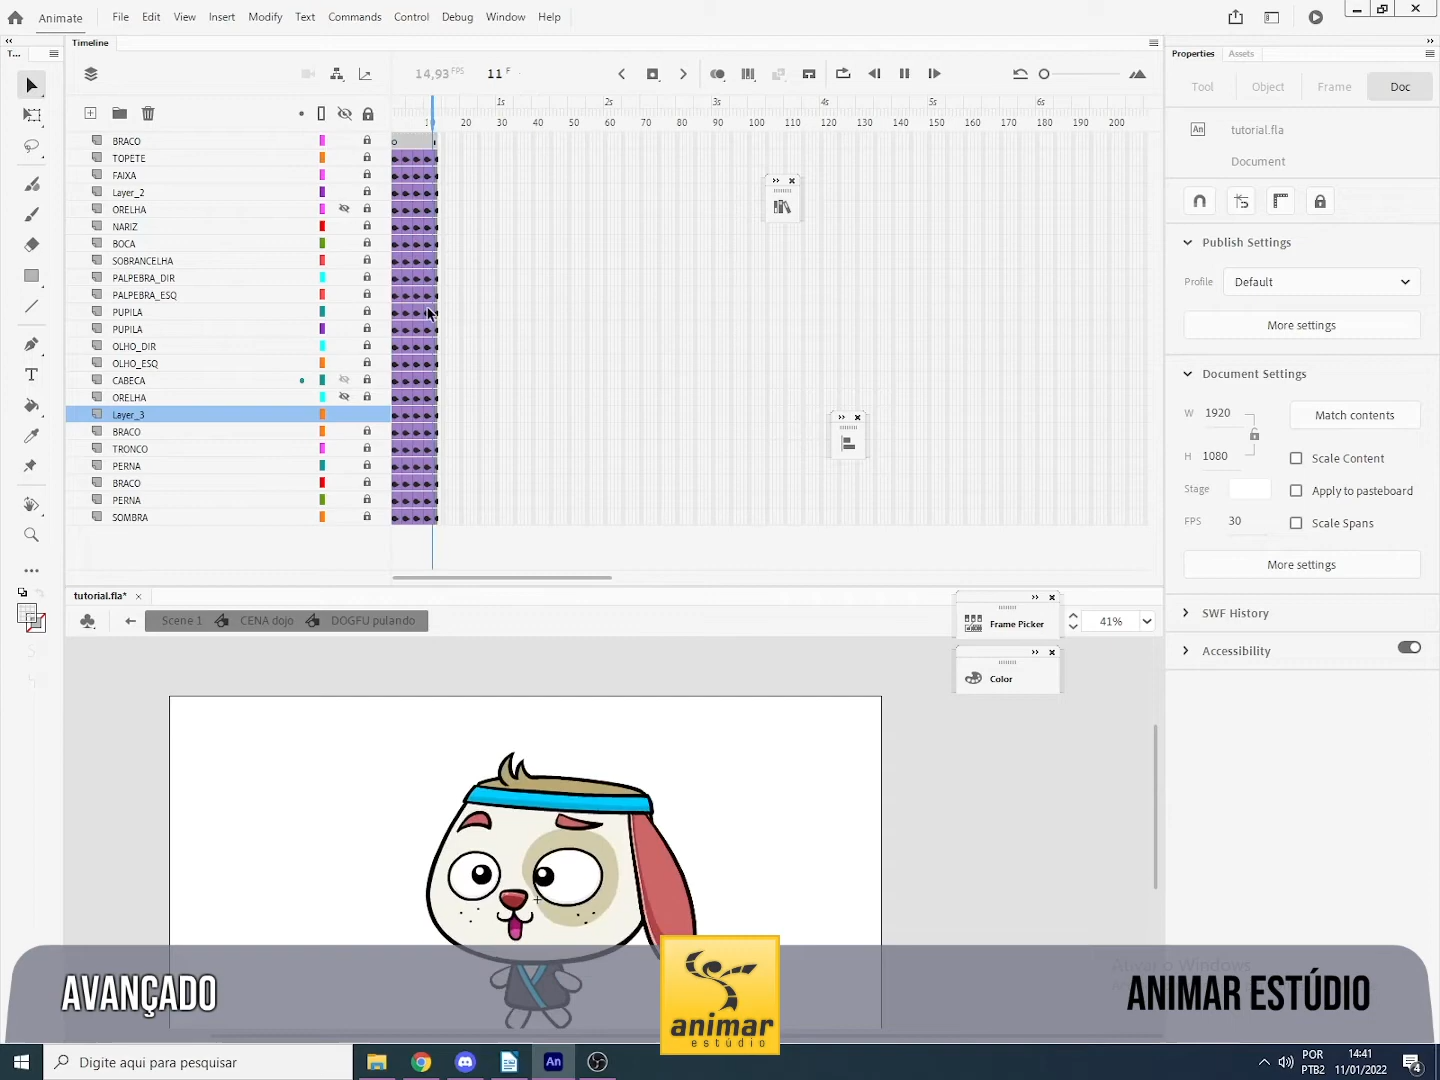 Animate
File Edit View Insert Modify Text Commands Control Debug Window Help
T...
Timeline
Properties Assets
14,93 FPS 11 F
Tool Object Frame Doc
1s 2s 3s 4s 5s 6s
10 20 30 40 50 60 70 80 90 100 110 120 130 140 150 160 170 180 190 200
BRACO
TOPETE
FAIXA
Layer_2
ORELHA
NARIZ
BOCA
SOBRANCELHA
PALPEBRA_DIR
PALPEBRA_ESQ
PUPILA
PUPILA
OLHO_DIR
OLHO_ESQ
CABECA
ORELHA
Layer_3
BRACO
TRONCO
PERNA
BRACO
PERNA
SOMBRA
An tutorial.fla
Document
Publish Settings
Profile Default
More settings
Document Settings
W 1920 Match contents
H 1080 Scale Content
Stage Apply to pasteboard
FPS 30 Scale Spans
More settings
SWF History
Accessibility
tutorial.fla*
Scene 1 CENA dojo DOGFU pulando
Frame Picker
41%
Color
Ativar o Windows
AVANÇADO
ANIMAR ESTÚDIO
animar
estúdio
Digite aqui para pesquisar
An
POR
PTB2
14:41
11/01/2022
4